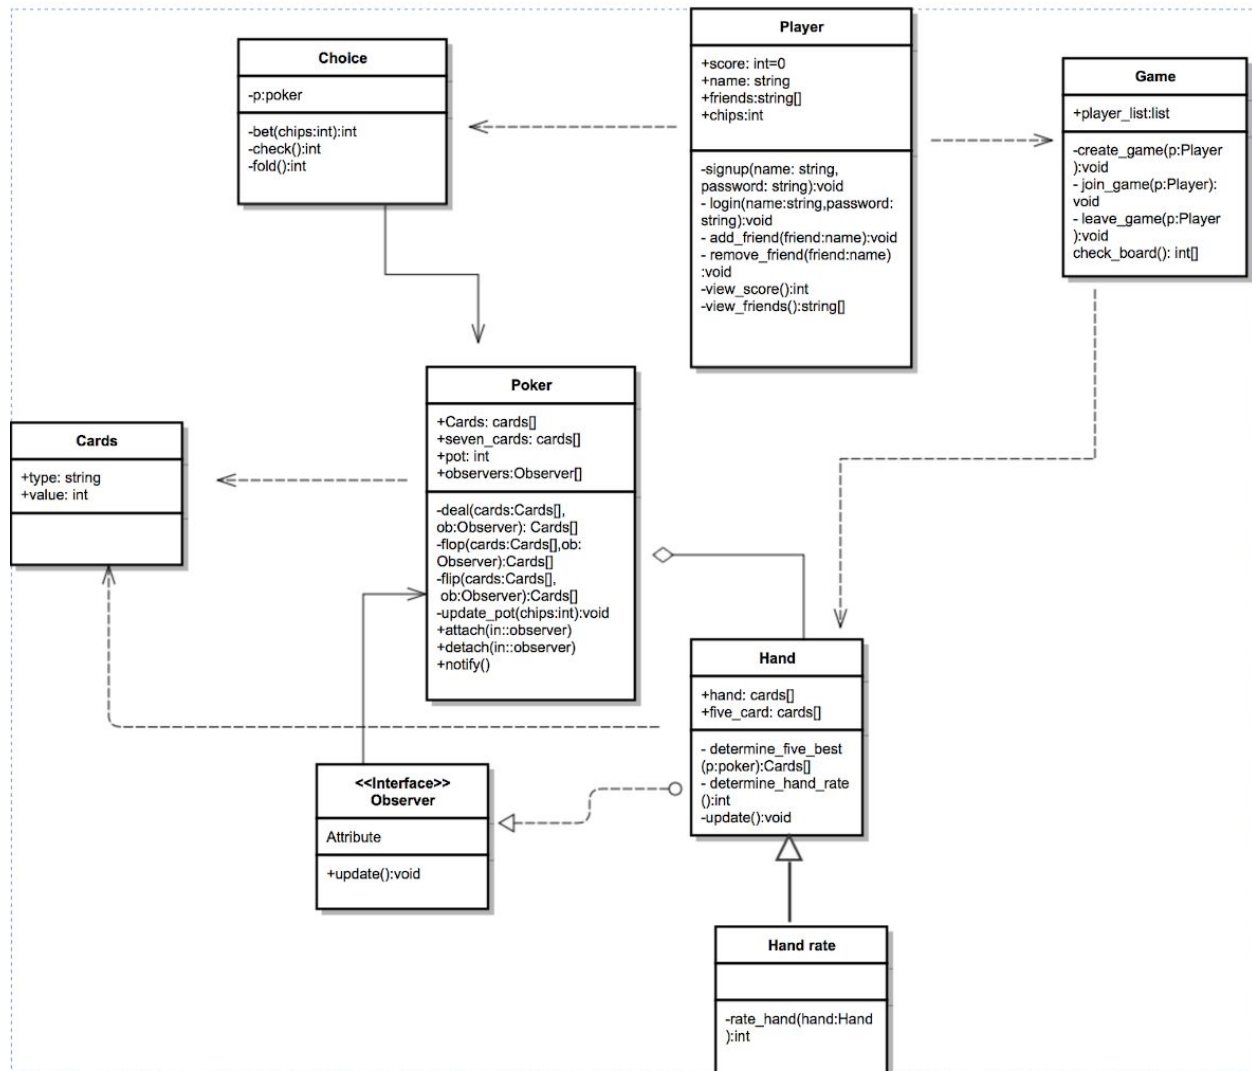 Choice
-p:poker
-bet(chips:int):int
-check():int
-fold():int
Player
+score: int=0
+name: string
+friends:string[]
+chips:int
-signup(name: string,
password: string):void
- login(name:string,password:
string):void
- add_friend(friend:name):void
- remove_friend(friend:name)
:void
-view_score():int
-view_friends():string[]
Game
+player_list:list
-create_game(p:Player
):void
- join_game(p:Player):
void
- leave_game(p:Player
):void
check_board(): int[]
Cards
+type: string
+value: int
Poker
+Cards: cards[]
+seven_cards: cards[]
+pot: int
+observers:Observer[]
-deal(cards:Cards[],
ob:Observer): Cards[]
-flop(cards:Cards[],ob:
Observer):Cards[]
-flip(cards:Cards[],
ob:Observer):Cards[]
-update_pot(chips:int):void
+attach(in::observer)
+detach(in::observer)
+notify()
Hand
+hand: cards[]
+five_card: cards[]
- determine_five_best
(p:poker):Cards[]
- determine_hand_rate
():int
-update():void
<<Interface>>
Observer
Attribute
+update():void
Hand rate
-rate_hand(hand:Hand
):int